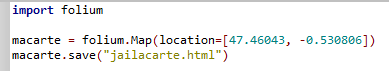 import folium
macarte = folium.Map(location=[47.46043, -0.530806])
macarte.save("jailacarte.html")